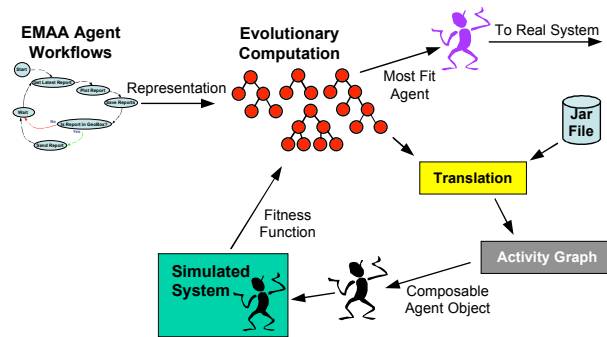 EMAA Agent
Workflows
Start
Get Latest Report
Plot Report
Save Reports
Wait
No
Is Report in GeoBox?
Yes
Send Report
Representation
Evolutionary
Computation
Most Fit
Agent
To Real System
Jar
File
Translation
Activity Graph
Composable
Agent Object
Simulated
System
Fitness
Function